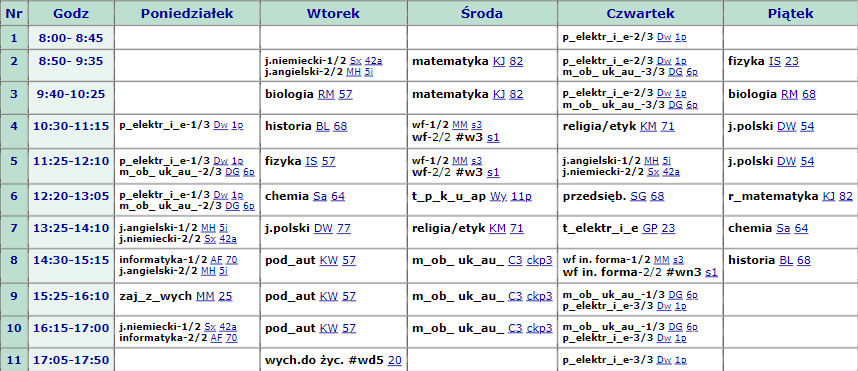 Nr Godz Poniedziałek Wtorek Środa Czwartek Piątek
1 8:00- 8:45 p_elektr_i_e-2/3 Dw 1p
2 8:50- 9:35 j.niemiecki-1/2 Sx 42a matematyka KJ 82 p_elektr_i_e-2/3 Dw 1p fizyka IS 23
j.angielski-2/2 MH 5i m_ob_ uk_au_-3/3 DG 6p
3 9:40-10:25 biologia RM 57 matematyka KJ 82 p_elektr_i_e-2/3 Dw 1p biologia RM 68
m_ob_ uk_au_-3/3 DG 6p
4 10:30-11:15 p_elektr_i_e-1/3 Dw 1p historia BL 68 wf-1/2 MM s3 religia/etyk KM 71 j.polski DW 54
wf-2/2 #w3 s1
5 11:25-12:10 p_elektr_i_e-1/3 Dw 1p fizyka IS 57 wf-1/2 MM s3 j.angielski-1/2 MH 5i j.polski DW 54
m_ob_ uk_au_-2/3 DG 6p wf-2/2 #w3 s1 j.niemiecki-2/2 Sx 42a
6 12:20-13:05 p_elektr_i_e-1/3 Dw 1p chemia Sa 64 t_p_k_u_ap Wy 11p przedsięb. SG 68 r_matematyka KJ 82
m_ob_ uk_au_-2/3 DG 6p
7 13:25-14:10 j.angielski-1/2 MH 5i j.polski DW 77 religia/etyk KM 71 t_elektr_i_e GP 23 chemia Sa 64
j.niemiecki-2/2 Sx 42a
8 14:30-15:15 informatyka-1/2 AF 70 pod_aut KW 57 m_ob_ uk_au_ C3 ckp3 wf in. forma-1/2 MM s3 historia BL 68
j.angielski-2/2 MH 5i wf in. forma-2/2 #wn3 s1
9 15:25-16:10 zaj_z_wych MM 25 pod_aut KW 57 m_ob_ uk_au_ C3 ckp3 m_ob_ uk_au_-1/3 DG 6p
p_elektr_i_e-3/3 Dw 1p
10 16:15-17:00 j.niemiecki-1/2 Sx 42a pod_aut KW 57 m_ob_ uk_au_ C3 ckp3 m_ob_ uk_au_-1/3 DG 6p
informatyka-2/2 AF 70 p_elektr_i_e-3/3 Dw 1p
11 17:05-17:50 wych.do życ. #wd5 20 p_elektr_i_e-3/3 Dw 1p